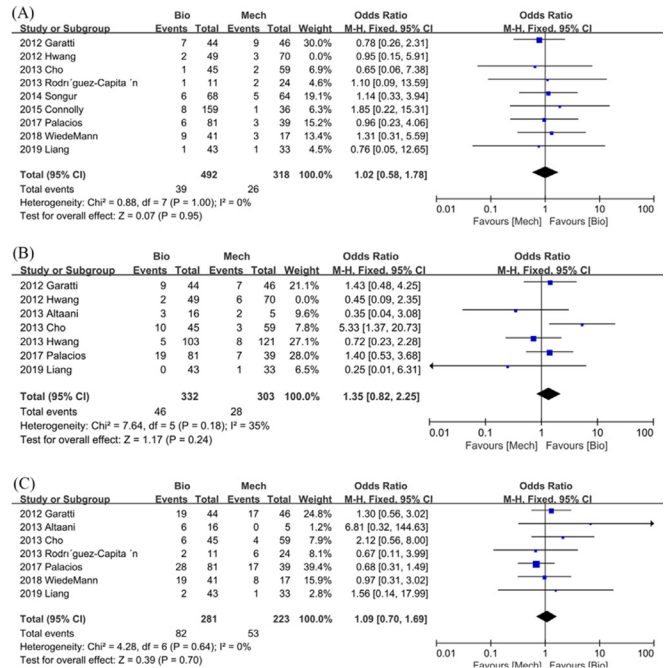 (A)
Bio Mech Odds Ratio Odds Ratio
Study or Subgroup Events Total Events Total Weight M-H, Fixed, 95% CI M-H, Fixed, 95% CI
2012 Garatti 7 44 9 46 30.0% 0.78 [0.26, 2.31]
2012 Hwang 2 49 3 70 0.0% 0.95 [0.15, 5.91]
2013 Cho 1 45 2 59 6.7% 0.65 [0.06, 7.38]
2013 Rodrı´guez-Capita ´n 1 11 2 24 4.5% 1.10 [0.09, 13.59]
2014 Songur 6 68 5 64 18.4% 1.14 [0.33, 3.94]
2015 Connolly 8 159 1 36 6.0% 1.85 [0.22, 15.31]
2017 Palacios 6 81 3 39 16.6% 0.96 [0.23, 4.06]
2018 WiedeMann 9 41 3 17 13.4% 1.31 [0.31, 5.59]
2019 Liang 1 43 1 33 4.5% 0.76 [0.05, 12.65]
Total (95% CI) 492 318 100.0% 1.02 [0.58, 1.78]
Total events 39 26
Heterogeneity: Chi² = 0.88, df = 7 (P = 1.00); I² = 0%
Test for overall effect: Z = 0.07 (P = 0.95)
0.01 0.1 1 10 100
Favours [Mech] Favours [Bio]
(B)
Bio Mech Odds Ratio Odds Ratio
Study or Subgroup Events Total Events Total Weight M-H, Fixed, 95% CI M-H, Fixed, 95% CI
2012 Garatti 9 44 7 46 21.1% 1.43 [0.48, 4.25]
2012 Hwang 2 49 6 70 0.0% 0.45 [0.09, 2.35]
2013 Altaani 3 16 2 5 9.6% 0.35 [0.04, 3.08]
2013 Cho 10 45 3 59 7.8% 5.33 [1.37, 20.73]
2013 Hwang 5 103 8 121 27.1% 0.72 [0.23, 2.28]
2017 Palacios 19 81 7 39 28.0% 1.40 [0.53, 3.68]
2019 Liang 0 43 1 33 6.5% 0.25 [0.01, 6.31]
Total (95% CI) 332 303 100.0% 1.35 [0.82, 2.25]
Total events 46 28
Heterogeneity: Chi² = 7.64, df = 5 (P = 0.18); I² = 35%
Test for overall effect: Z = 1.17 (P = 0.24)
0.01 0.1 1 10 100
Favours [Mech] Favours [Bio]
(C)
Bio Mech Odds Ratio Odds Ratio
Study or Subgroup Events Total Events Total Weight M-H, Fixed, 95% CI M-H, Fixed, 95% CI
2012 Garatti 19 44 17 46 24.8% 1.30 [0.56, 3.02]
2013 Altaani 6 16 0 5 1.2% 6.81 [0.32, 144.63]
2013 Cho 6 45 4 59 7.9% 2.12 [0.56, 8.00]
2013 Rodrı´guez-Capita ´n 2 11 6 24 8.1% 0.67 [0.11, 3.99]
2017 Palacios 28 81 17 39 39.4% 0.68 [0.31, 1.49]
2018 WiedeMann 19 41 8 17 15.9% 0.97 [0.31, 3.02]
2019 Liang 2 43 1 33 2.8% 1.56 [0.14, 17.99]
Total (95% CI) 281 223 100.0% 1.09 [0.70, 1.69]
Total events 82 53
Heterogeneity: Chi² = 4.28, df = 6 (P = 0.64); I² = 0%
Test for overall effect: Z = 0.39 (P = 0.70)
0.01 0.1 1 10 100
Favours [Mech] Favours [Bio]